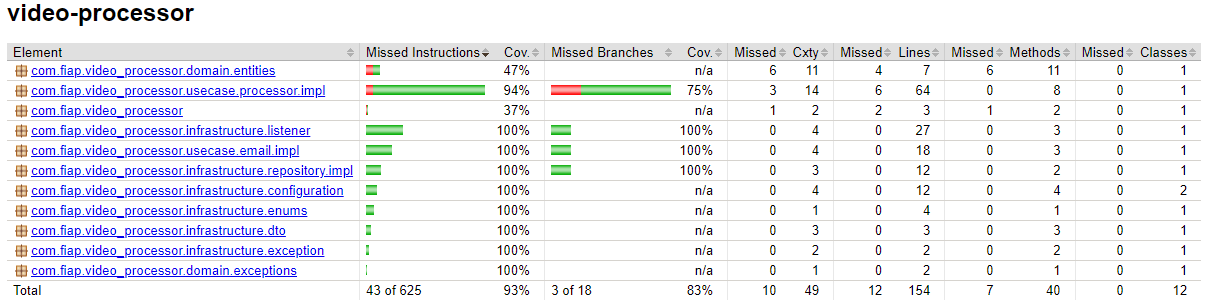 video-processor
Element Missed Instructions Cov. Missed Branches Cov. Missed Cxty Missed Lines Missed Methods Missed Classes
com.fiap.video_processor.domain.entities 47% n/a 6 11 4 7 6 11 0 1
com.fiap.video_processor.usecase.processor.impl 94% 75% 3 14 6 64 0 8 0 1
com.fiap.video_processor 37% n/a 1 2 2 3 1 2 0 1
com.fiap.video_processor.infrastructure.listener 100% 100% 0 4 0 27 0 3 0 1
com.fiap.video_processor.usecase.email.impl 100% 100% 0 4 0 18 0 3 0 1
com.fiap.video_processor.infrastructure.repository.impl 100% 100% 0 3 0 12 0 2 0 1
com.fiap.video_processor.infrastructure.configuration 100% n/a 0 4 0 12 0 4 0 2
com.fiap.video_processor.infrastructure.enums 100% n/a 0 1 0 4 0 1 0 1
com.fiap.video_processor.infrastructure.dto 100% n/a 0 3 0 3 0 3 0 1
com.fiap.video_processor.infrastructure.exception 100% n/a 0 2 0 2 0 2 0 1
com.fiap.video_processor.domain.exceptions 100% n/a 0 1 0 2 0 1 0 1
Total 43 of 625 93% 3 of 18 83% 10 49 12 154 7 40 0 12